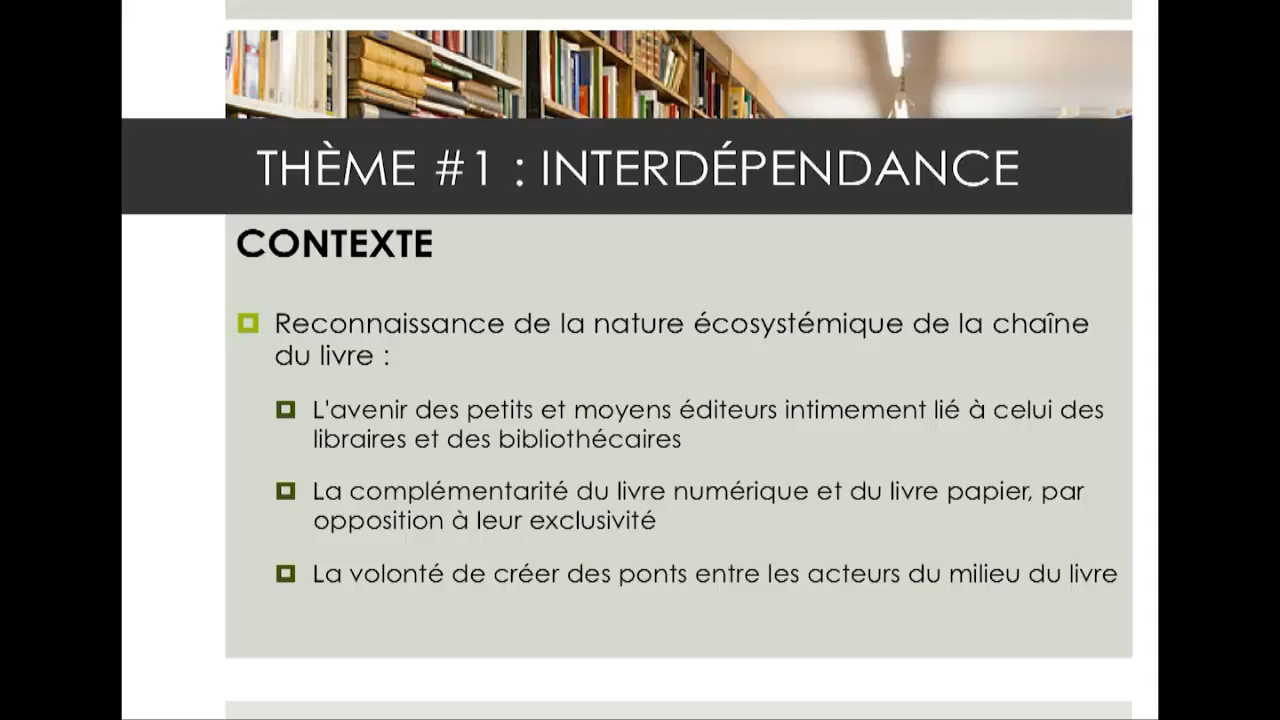 THÈME #1 : INTERDÉPENDANCE
CONTEXTE
Reconnaissance de la nature écosystémique de la chaîne
du livre :
L'avenir des petits et moyens éditeurs intimement lié à celui des
libraires et des bibliothécaires
La complémentarité du livre numérique et du livre papier, par
opposition à leur exclusivité
La volonté de créer des ponts entre les acteurs du milieu du livre